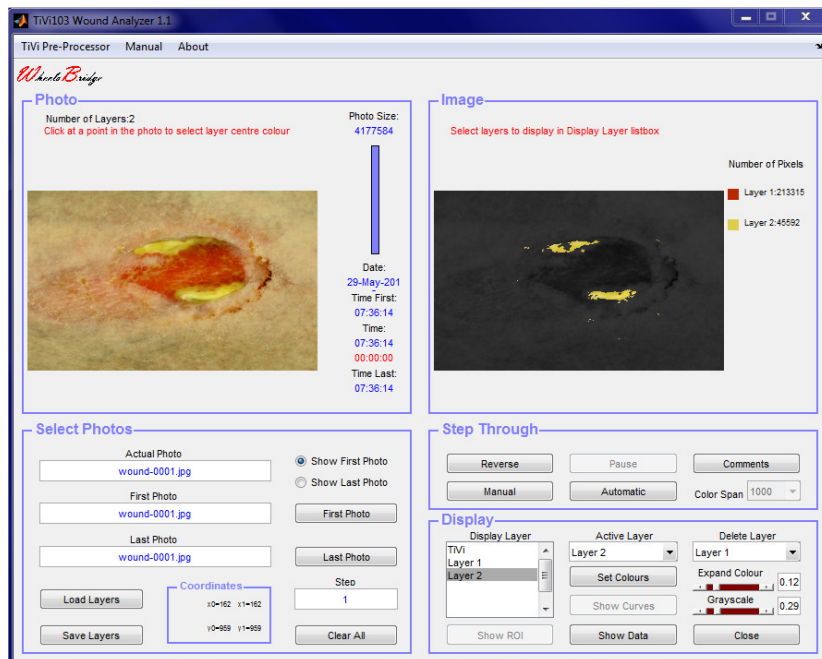 TiVi103 Wound Analyzer 1.1
TiVi Pre-Processor Manual About
WheelsBridge
Photo
Number of Layers:2
Click at a point in the photo to select layer centre colour
Photo Size:
4177584
Date:
29-May-201
Time First:
07:36:14
Time:
07:36:14
00:00:00
Time Last:
07:36:14
Image
Select layers to display in Display Layer listbox
Number of Pixels
Layer 1:213315
Layer 2:45592
Select Photos
Actual Photo
wound-0001.jpg
Show First Photo
Show Last Photo
First Photo
wound-0001.jpg
First Photo
Last Photo
wound-0001.jpg
Last Photo
Load Layers
Save Layers
Coordinates
x0=162 x1=162
y0=959 y1=959
Step
1
Clear All
Step Through
Reverse Pause Comments
Manual Automatic Color Span 1000
Display
Display Layer
TiVi
Layer 1
Layer 2
Show ROI
Active Layer
Layer 2
Set Colours
Show Curves
Show Data
Delete Layer
Layer 1
Expand Colour
0.12
Grayscale
0.29
Close